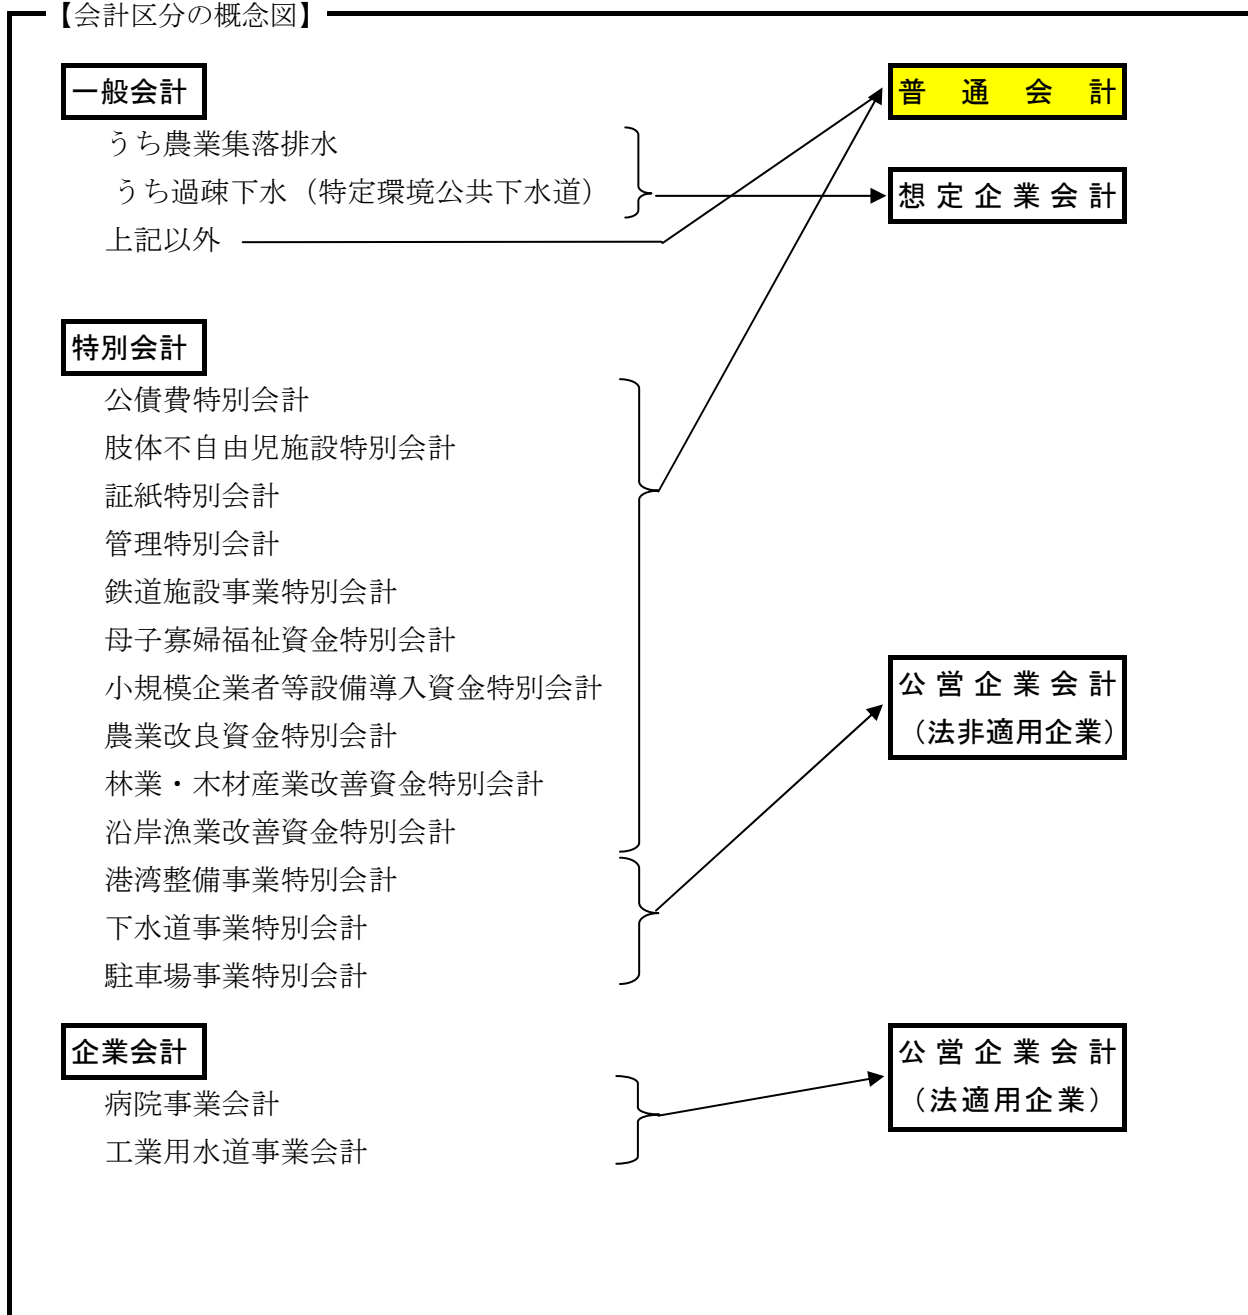 【会計区分の概念図】
一般会計
普通会計
うち農業集落排水
うち過疎下水（特定環境公共下水道）
想定企業会計
上記以外
特別会計
公債費特別会計
肢体不自由児施設特別会計
証紙特別会計
管理特別会計
鉄道施設事業特別会計
母子寡婦福祉資金特別会計
小規模企業者等設備導入資金特別会計
農業改良資金特別会計
林業・木材産業改善資金特別会計
沿岸漁業改善資金特別会計
公営企業会計
（法非適用企業）
港湾整備事業特別会計
下水道事業特別会計
駐車場事業特別会計
企業会計
病院事業会計
工業用水道事業会計
公営企業会計
（法適用企業）